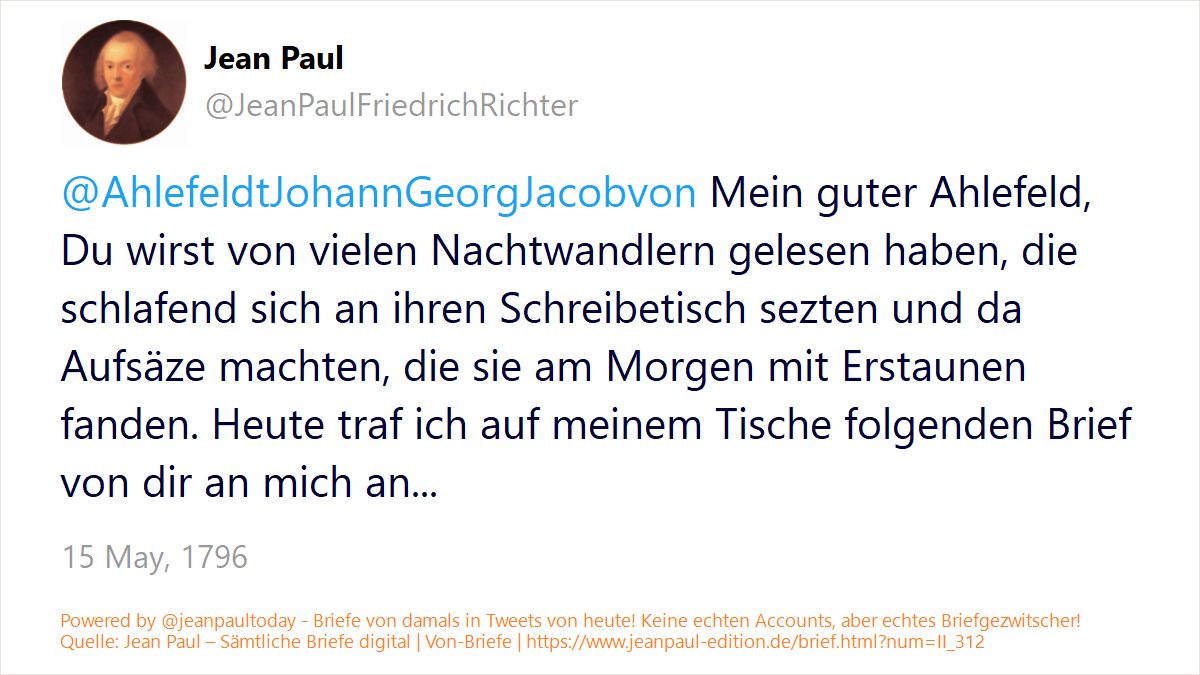 Jean Paul
@JeanPaulFriedrichRichter
@AhlefeldtJohannGeorgJacobvon Mein guter Ahlefeld,
Du wirst von vielen Nachtwandlern gelesen haben, die
schlafend sich an ihren Schreibetisch sezten und da
Aufsäze machten, die sie am Morgen mit Erstaunen
fanden. Heute traf ich auf meinem Tische folgenden Brief
von dir an mich an...
15 May, 1796
Powered by @jeanpaultoday - Briefe von damals in Tweets von heute! Keine echten Accounts, aber echtes Briefgezwitscher!
Quelle: Jean Paul – Sämtliche Briefe digital | Von-Briefe | https://www.jeanpaul-edition.de/brief.html?num=II_312